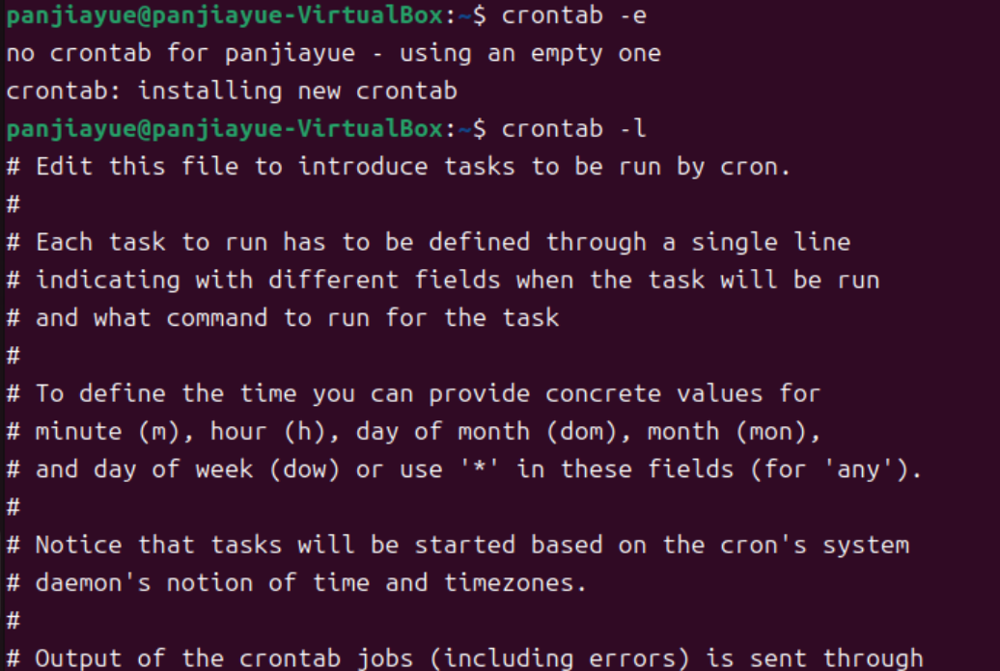 panjiayue@panjiayue-VirtualBox:~$ crontab -e
no crontab for panjiayue - using an empty one
crontab: installing new crontab
panjiayue@panjiayue-VirtualBox:~$ crontab -l
# Edit this file to introduce tasks to be run by cron.
#
# Each task to run has to be defined through a single line
# indicating with different fields when the task will be run
# and what command to run for the task
#
# To define the time you can provide concrete values for
# minute (m), hour (h), day of month (dom), month (mon),
# and day of week (dow) or use '*' in these fields (for 'any').
#
# Notice that tasks will be started based on the cron's system
# daemon's notion of time and timezones.
#
# Output of the crontab jobs (including errors) is sent through